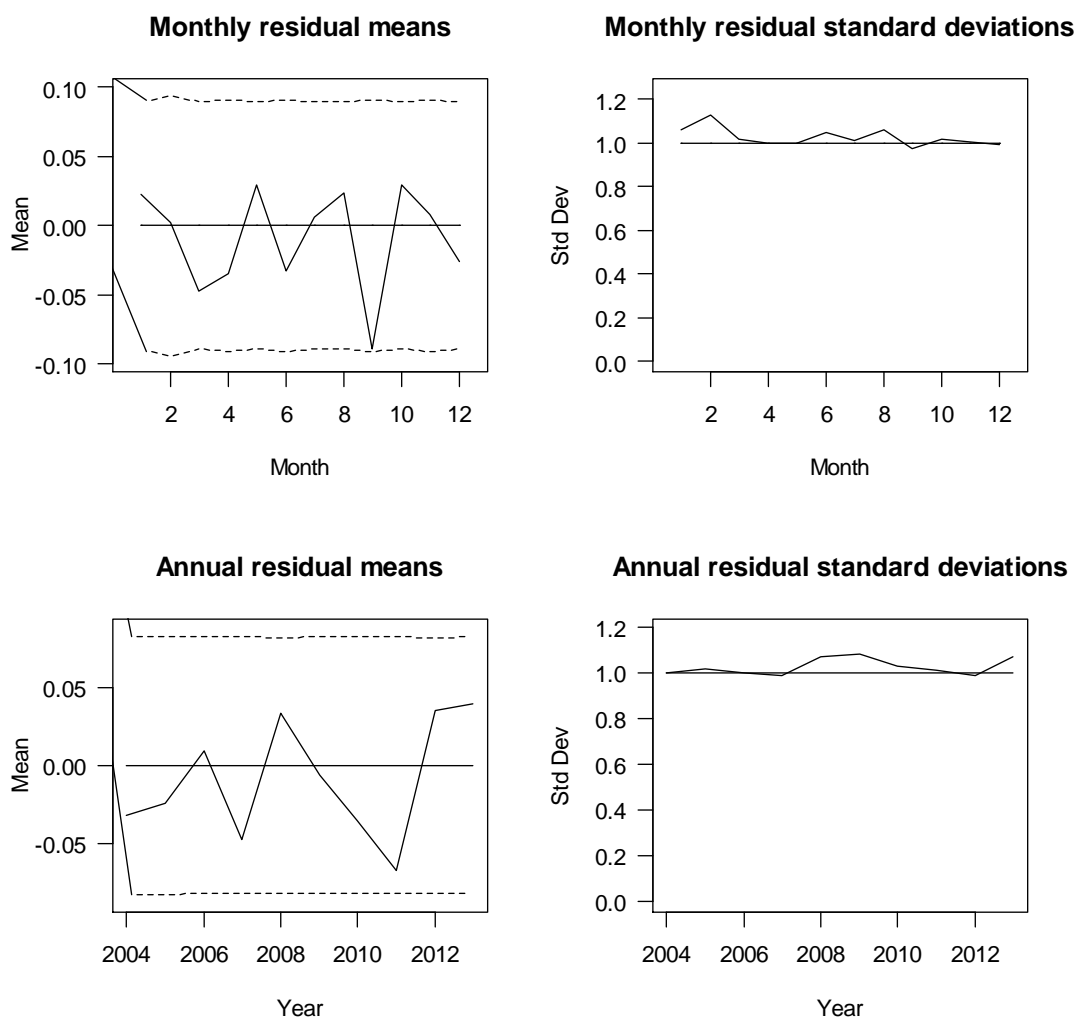 Monthly residual means
Monthly residual standard deviations
0.10
0.05
0.00
-0.05
-0.10
Mean
2 4 6 8 10 12
Month
1.2
1.0
0.8
0.6
0.4
0.2
0.0
Std Dev
2 4 6 8 10 12
Month
Annual residual means
Annual residual standard deviations
0.05
0.00
-0.05
Mean
2004 2006 2008 2010 2012
Year
1.2
1.0
0.8
0.6
0.4
0.2
0.0
Std Dev
2004 2006 2008 2010 2012
Year